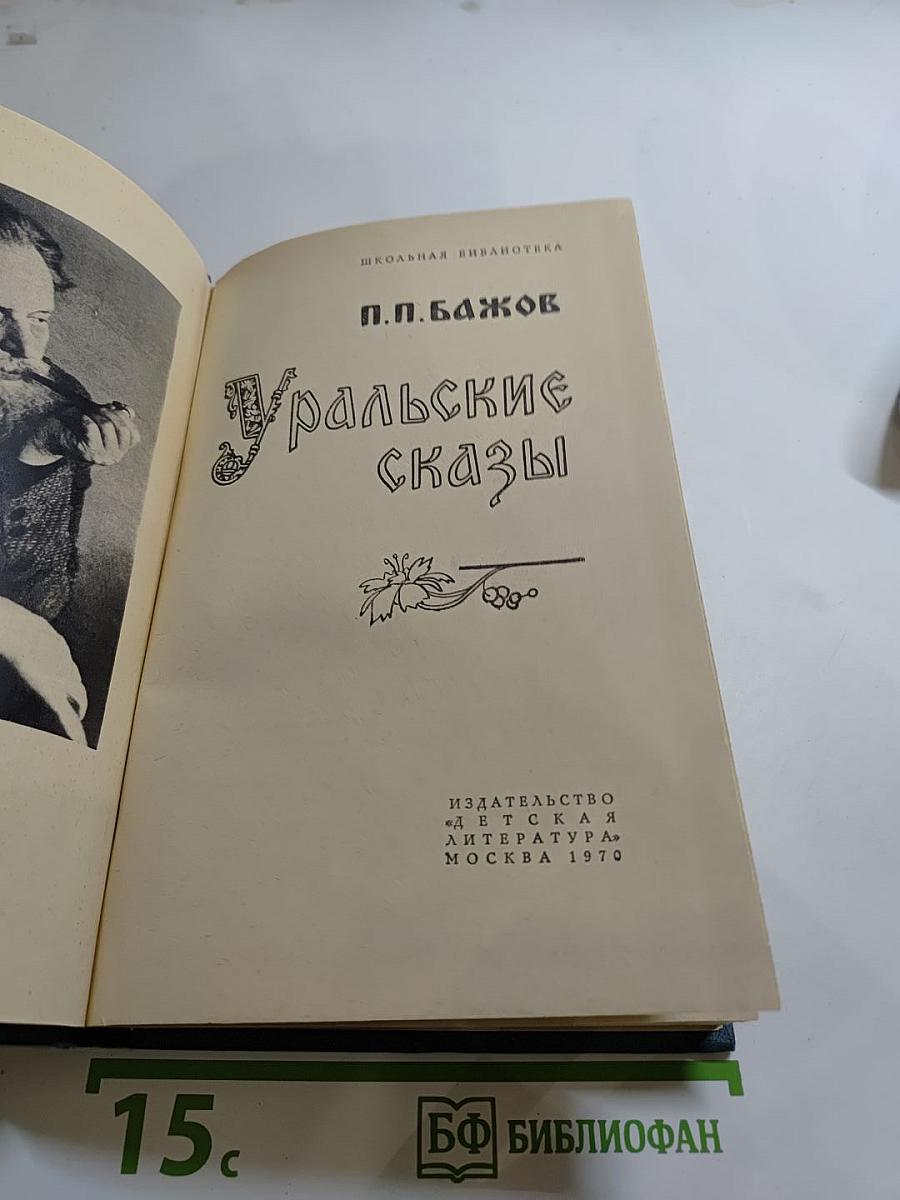 ШКОЛЬНАЯ БИБЛИОТЕКА
П.П.БАЖОВ
Уральские
сказы
ИЗДАТЕЛЬСТВО
«ДЕТСКАЯ
ЛИТЕРАТУРА»
МОСКВА 1970
15с
БФ БИБЛИОФАН